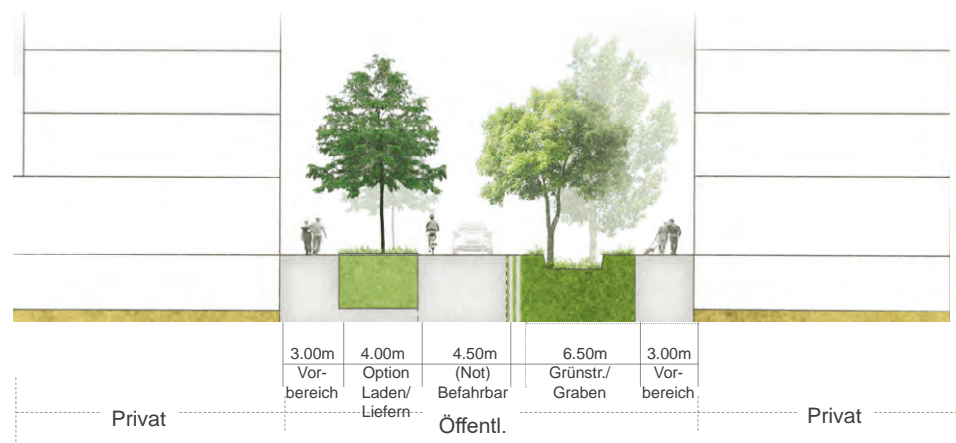 3.00m 4.00m 4.50m 6.50m 3.00m
Vor- Option (Not) Grünstr./ Vor-
bereich Laden/ Befahrbar Graben bereich
Liefern
Privat Öffentl. Privat